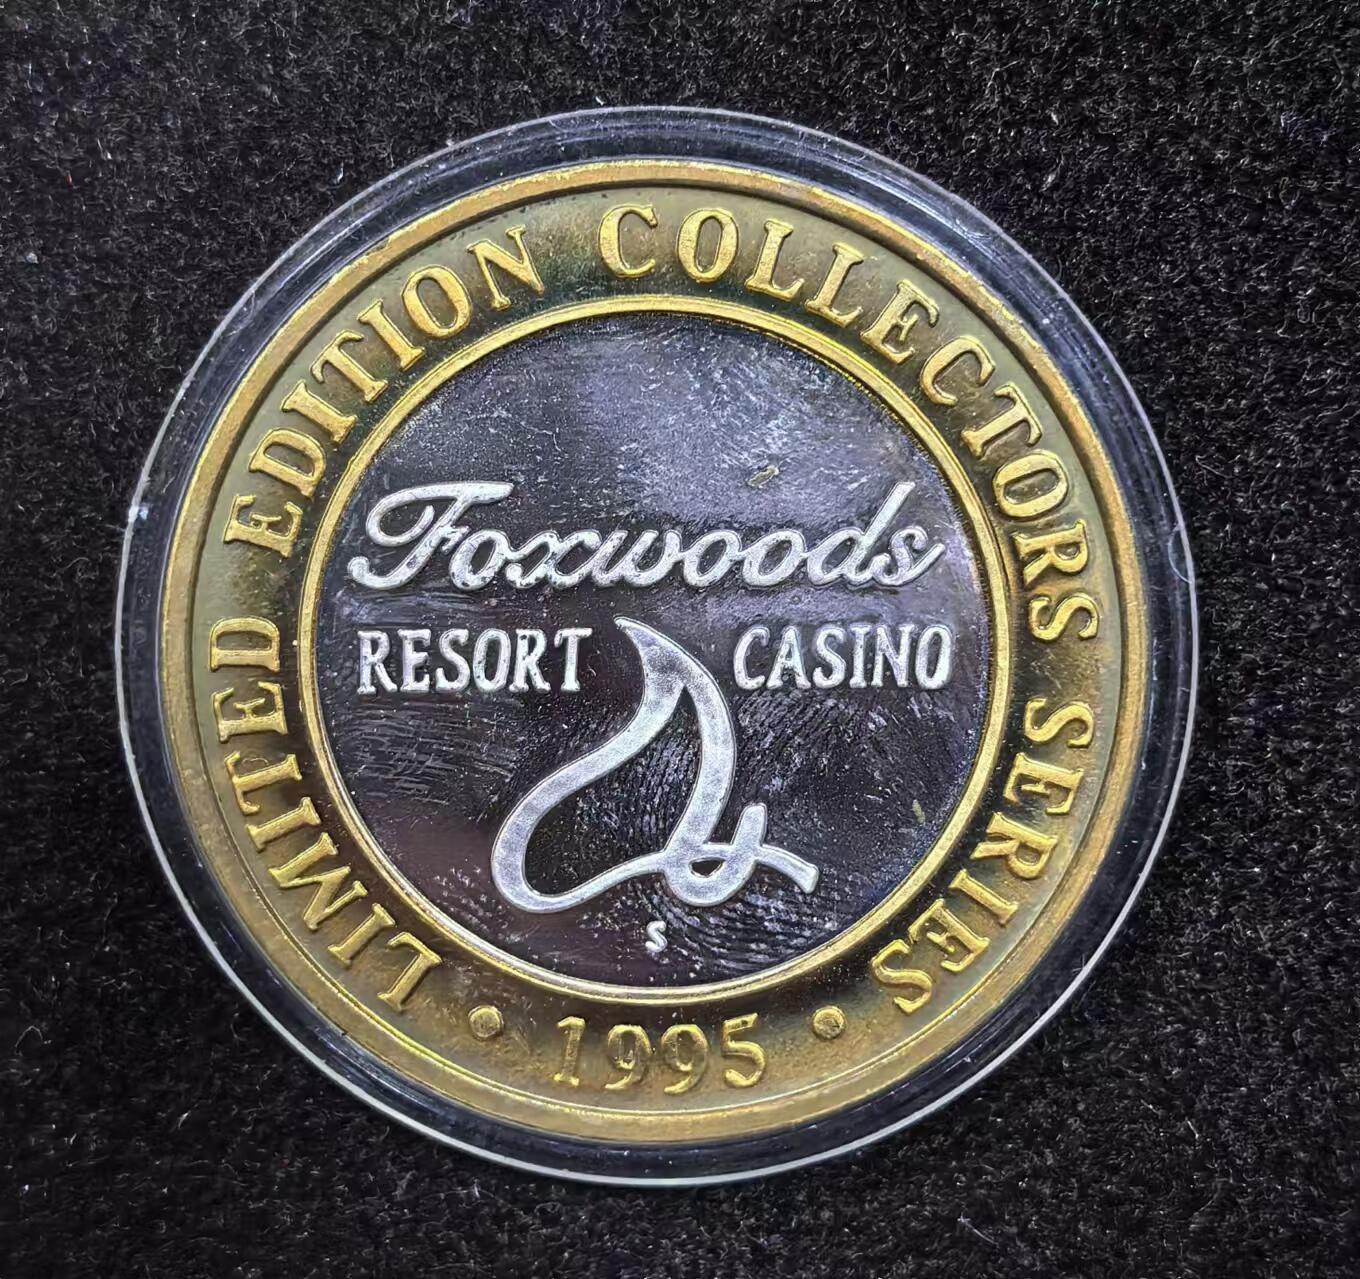 LIMITED EDITION COLLECTORS SERIES
Foxwoods
RESORT CASINO
S
• 1995 •